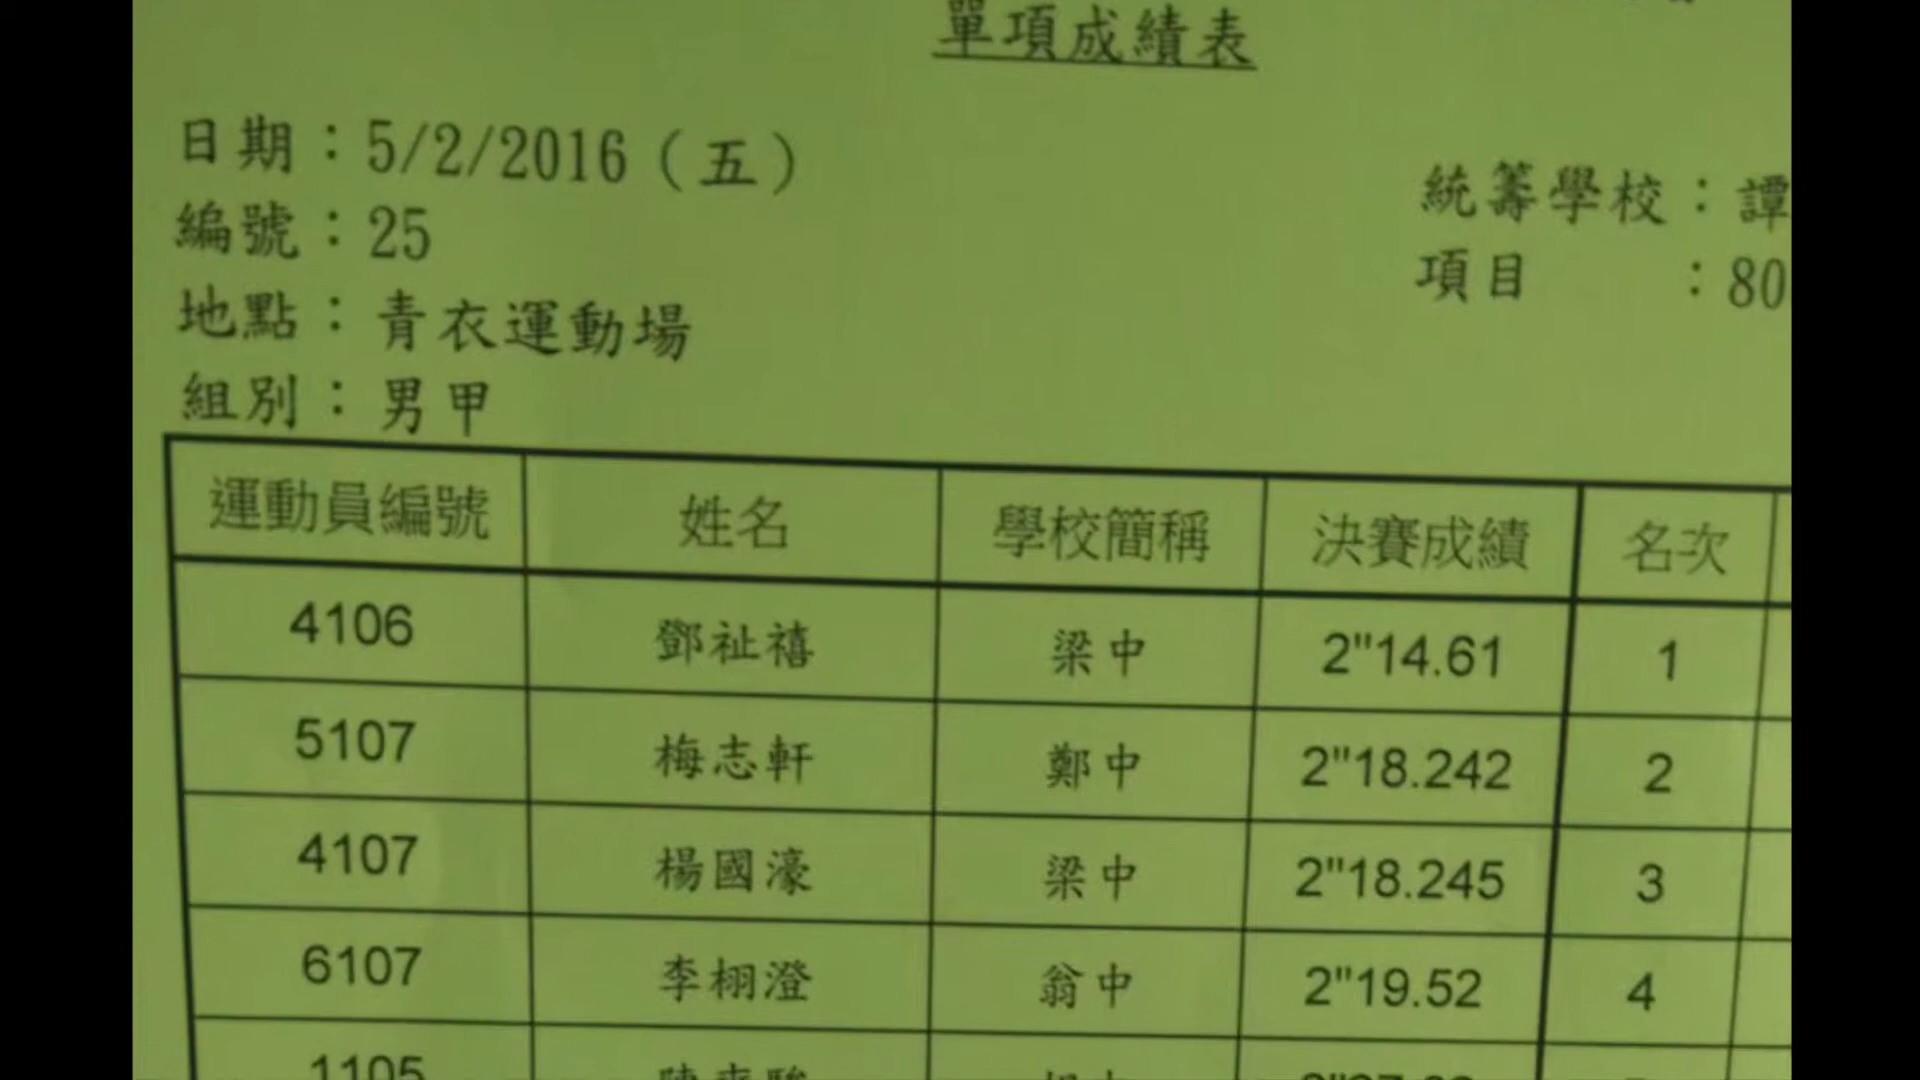 單項成績表
日期：5/2/2016（五）
統籌學校：譚
編號：25
項目　　：80
地點：青衣運動場
組別：男甲
運動員編號 姓名 學校簡稱 決賽成績 名次
4106 鄧祉禧 梁中 2"14.61 1
5107 梅志軒 鄭中 2"18.242 2
4107 楊國濠 梁中 2"18.245 3
6107 李栩澄 翁中 2"19.52 4
1105